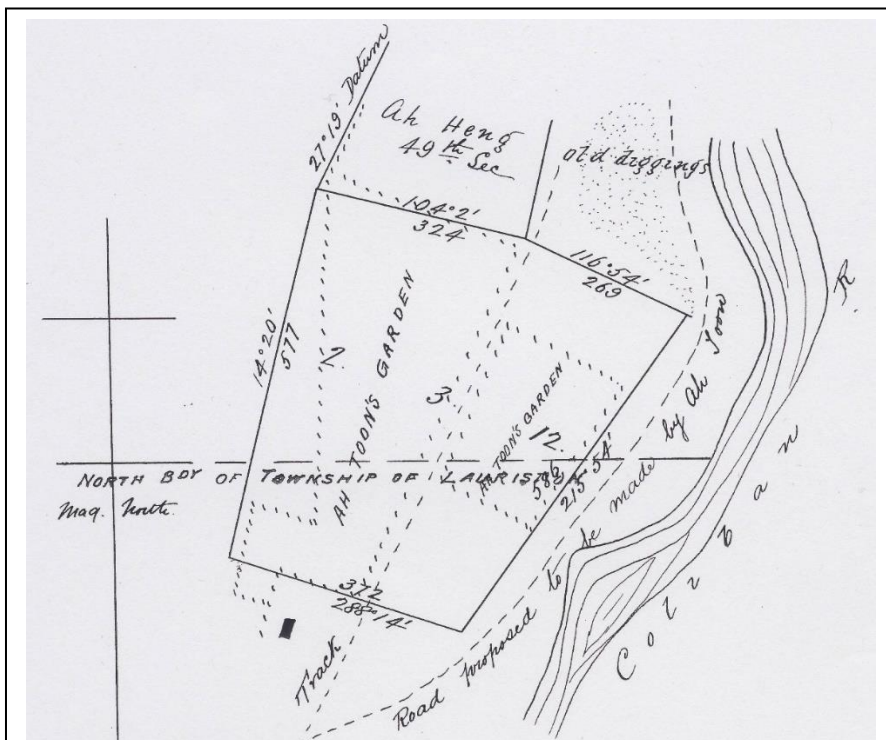 27°19' Datum
Ah Heng
49th Sec
old diggings
104°2'
324
116°54'
269
14°20'
577
2
AH TOON'S GARDEN
3
AH TOON'S GARDEN
12
586
215°54'
NORTH BDY OF TOWNSHIP OF LAURISTON
Mag. North.
372
288°14'
Track
Road proposed to be made by Ah Toon
Coliban R.